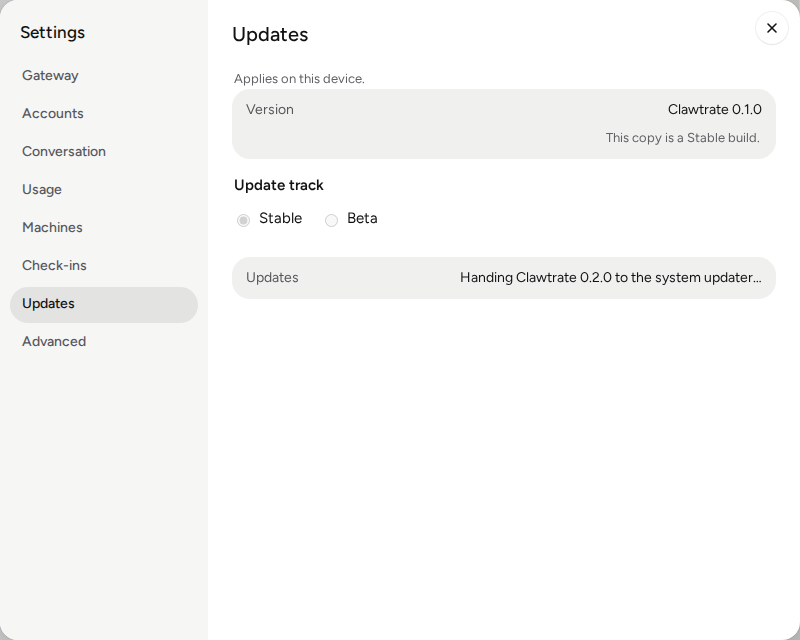 Settings
Gateway
Accounts
Conversation
Usage
Machines
Check-ins
Updates
Advanced
Updates
Applies on this device.
Version Clawtrate 0.1.0
This copy is a Stable build.
Update track
Stable Beta
Updates Handing Clawtrate 0.2.0 to the system updater...